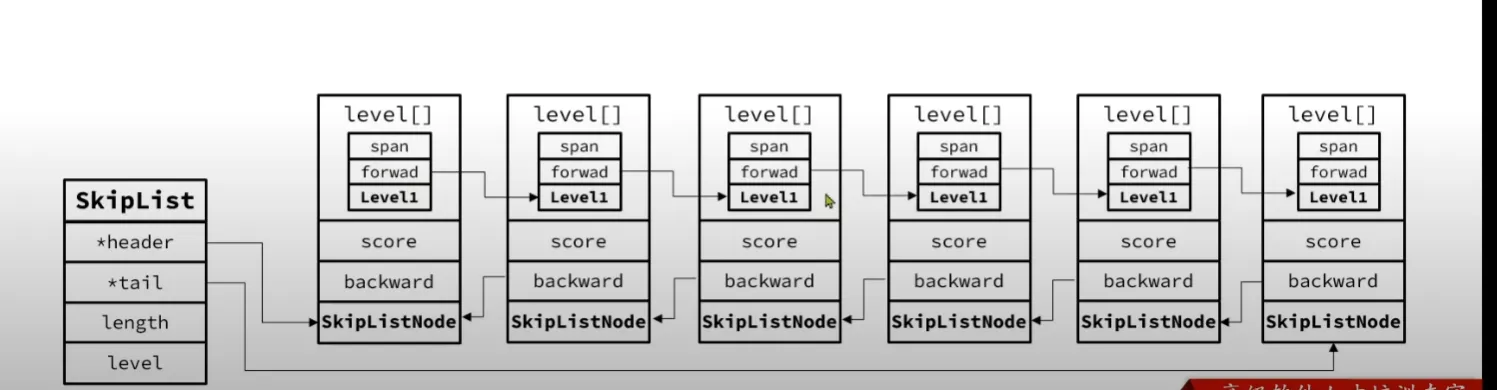 SkipList
*header
*tail
length
level
level[]
span
forwad
Level1
score
backward
SkipListNode
level[]
span
forwad
Level1
score
backward
SkipListNode
level[]
span
forwad
Level1
score
backward
SkipListNode
level[]
span
forwad
Level1
score
backward
SkipListNode
level[]
span
forwad
Level1
score
backward
SkipListNode
level[]
span
forwad
Level1
score
backward
SkipListNode